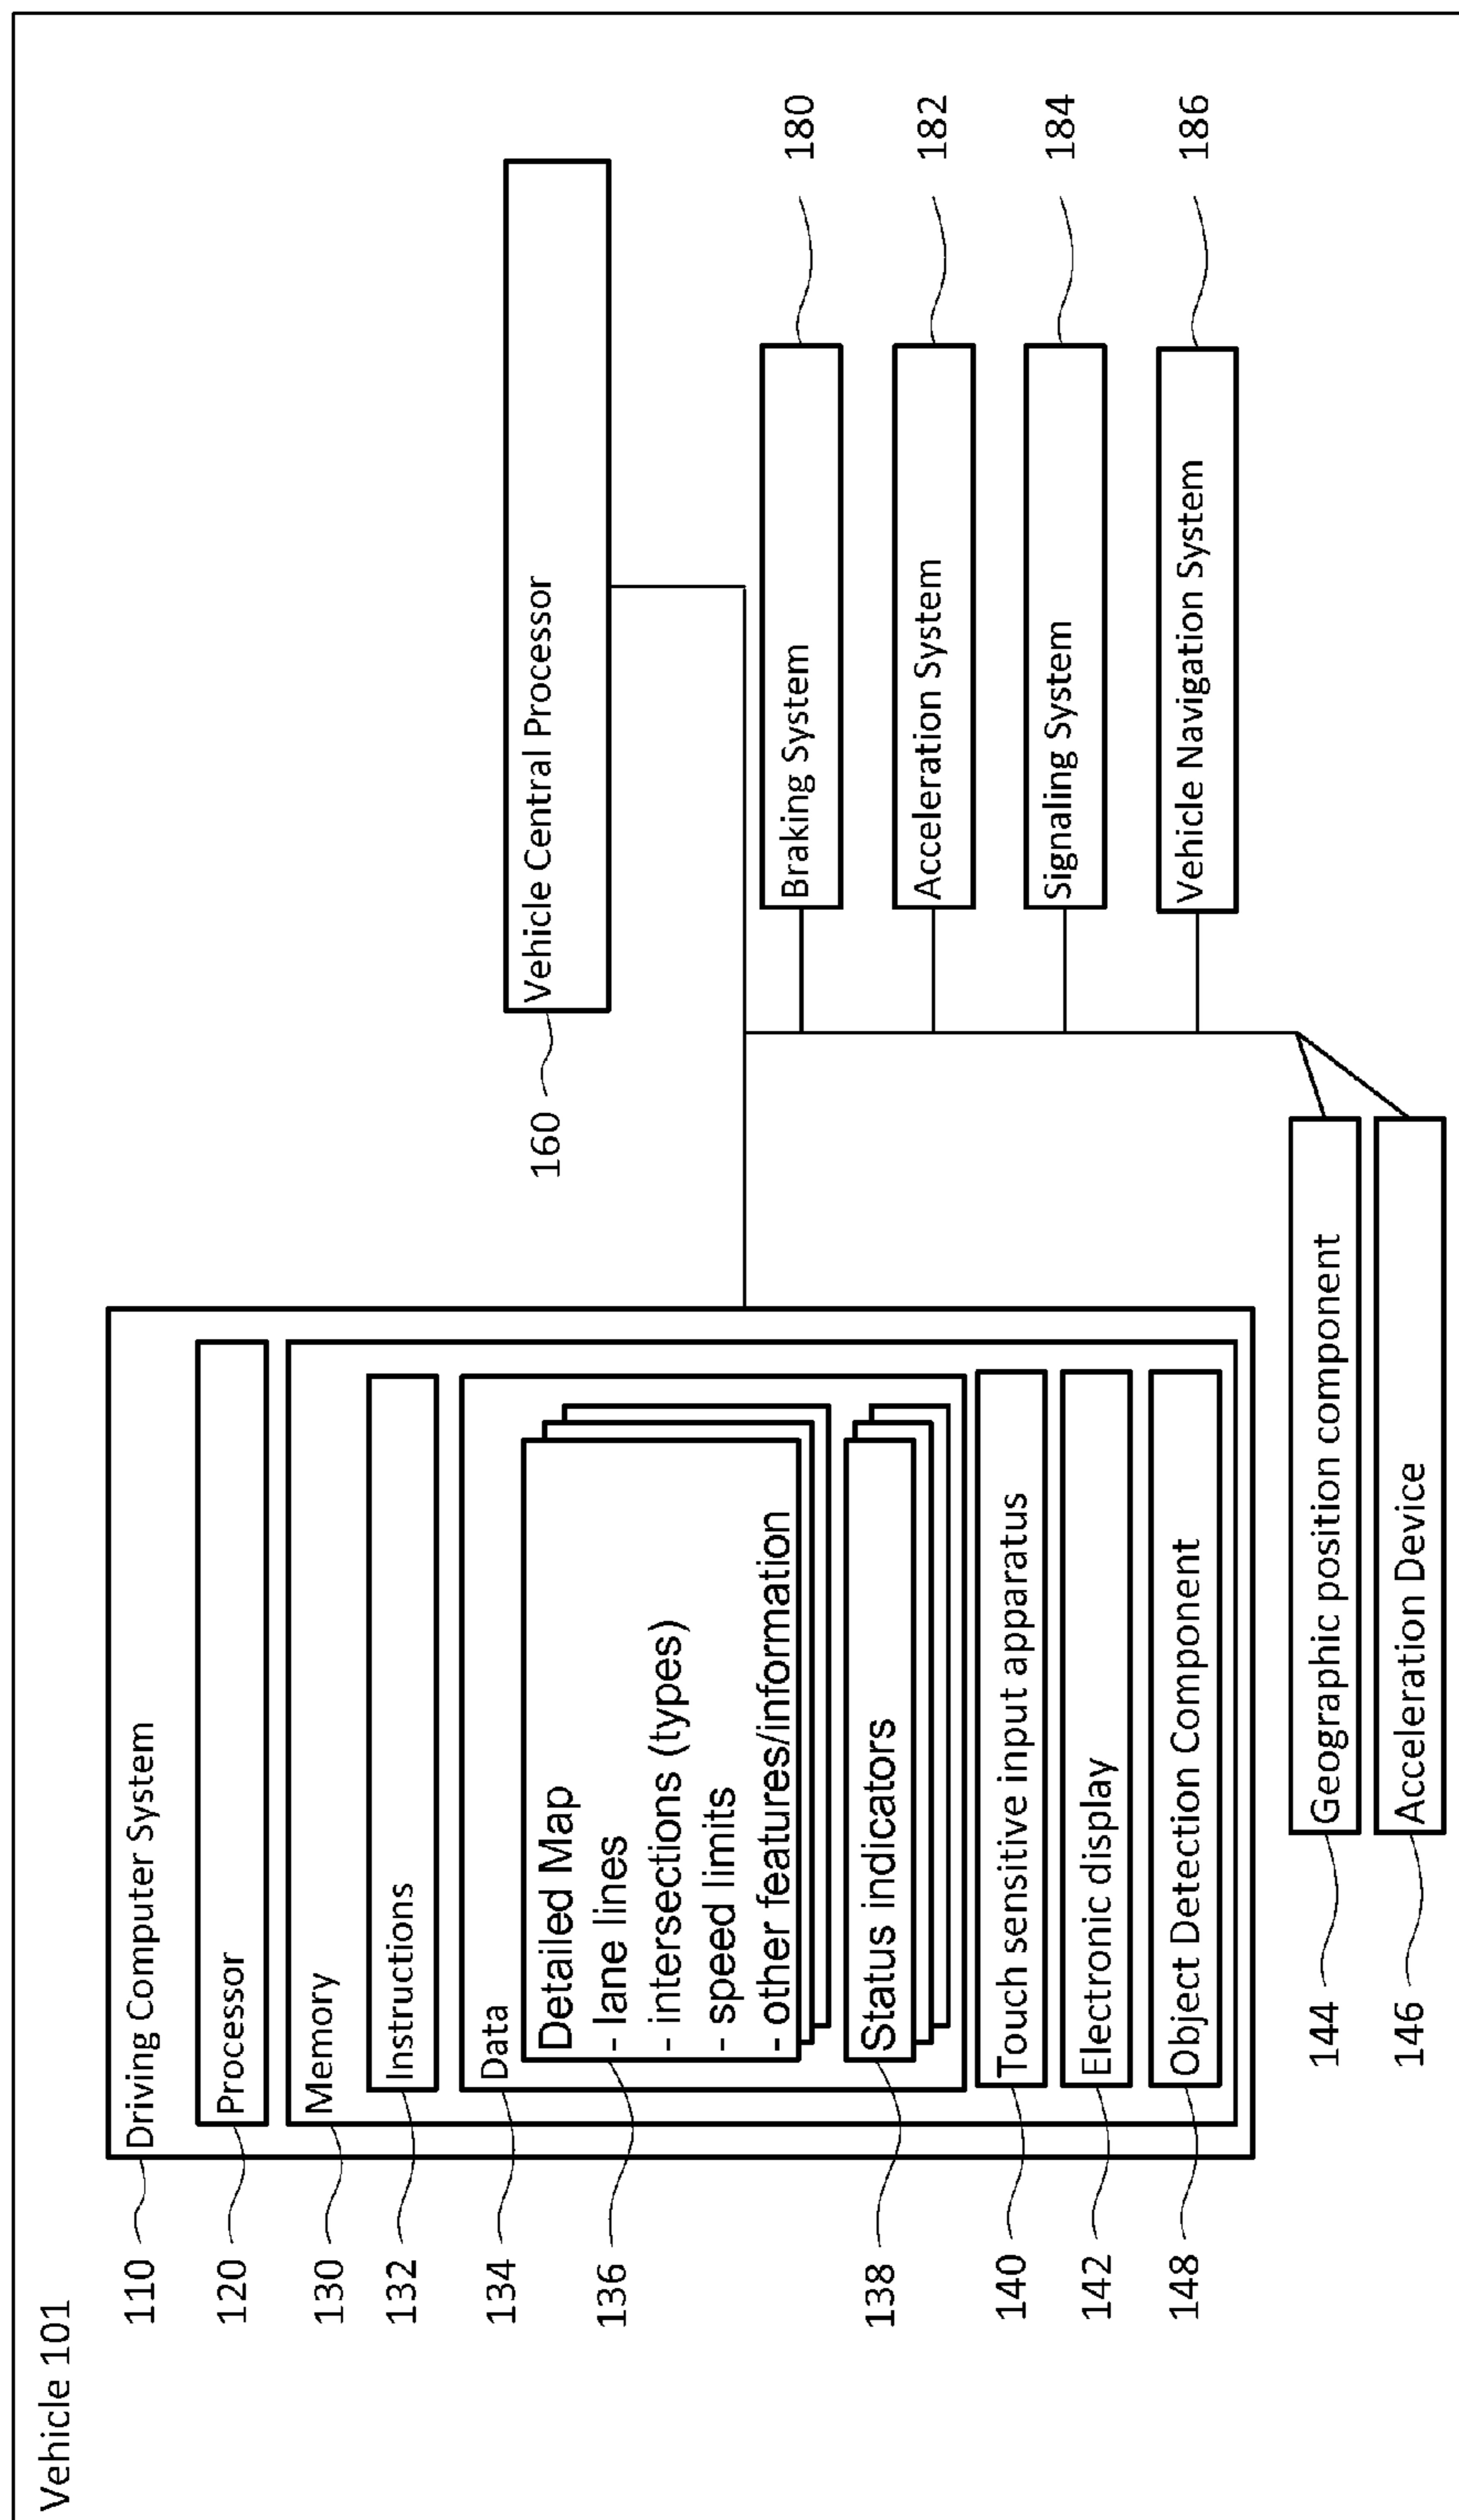 Vehicle 101
110
Driving Computer System
120
Processor
130
Memory
132
Instructions
134
Data
136
Detailed Map
- lane lines
- intersections (types)
- speed limits
- other features/information
138
Status indicators
140
Touch sensitive input apparatus
142
Electronic display
148
Object Detection Component
144
Geographic position component
146
Acceleration Device
160
Vehicle Central Processor
Braking System
180
Acceleration System
182
Signaling System
184
Vehicle Navigation System
186